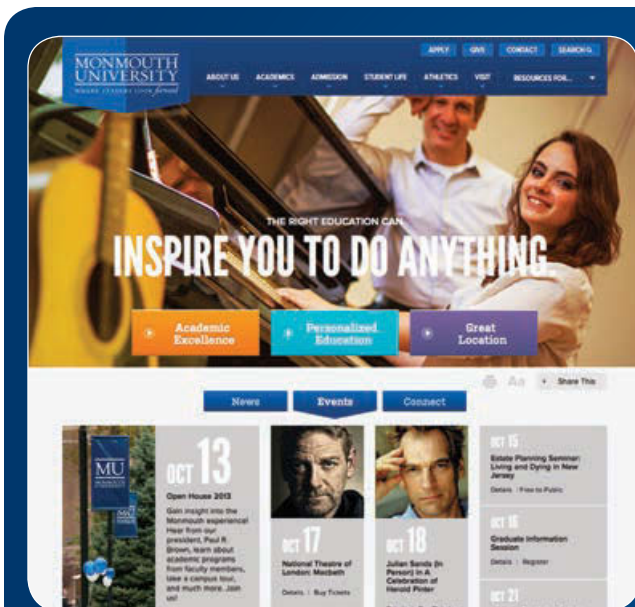 APPLY GIVE CONTACT SEARCH
MONMOUTH
UNIVERSITY
WHERE LEADERS LOOK forward
ABOUT US ACADEMICS ADMISSION STUDENT LIFE ATHLETICS VISIT RESOURCES FOR...
THE RIGHT EDUCATION CAN
INSPIRE YOU TO DO ANYTHING.
Academic
Excellence
Personalized
Education
Great
Location
Aa Share This
News Events Connect
MU
MU
OCT 13
Open House 2013
Gain insight into the
Monmouth experience!
Hear from our
president, Paul R.
Brown, learn about
academic programs
from faculty members,
take a campus tour,
and much more. Join
us!
OCT 17
National Theatre of
London: Macbeth
Details | Buy Tickets
OCT 18
Julian Sands (In
Person) in A
Celebration of
Harold Pinter
OCT 15
Estate Planning Seminar:
Living and Dying in New
Jersey
Details | Free to Public
OCT 16
Graduate Information
Session
Details | Register
OCT 21